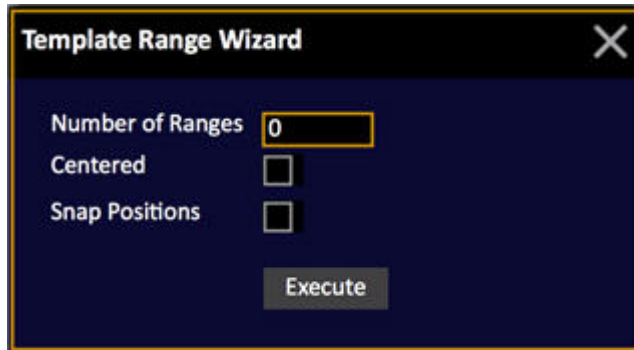 Template Range Wizard
Number of Ranges 0
Centered
Snap Positions
Execute